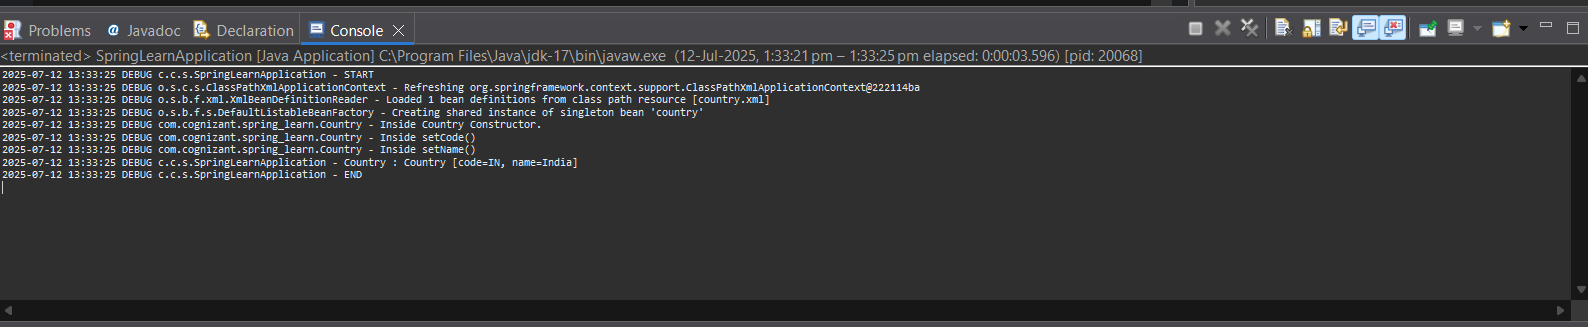 Problems @ Javadoc Declaration Console
<terminated> SpringLearnApplication [Java Application] C:\Program Files\Java\jdk-17\bin\javaw.exe (12-Jul-2025, 1:33:21 pm – 1:33:25 pm elapsed: 0:00:03.596) [pid: 20068]
2025-07-12 13:33:25 DEBUG c.c.s.SpringLearnApplication - START
2025-07-12 13:33:25 DEBUG o.s.c.s.ClassPathXmlApplicationContext - Refreshing org.springframework.context.support.ClassPathXmlApplicationContext@222114ba
2025-07-12 13:33:25 DEBUG o.s.b.f.xml.XmlBeanDefinitionReader - Loaded 1 bean definitions from class path resource [country.xml]
2025-07-12 13:33:25 DEBUG o.s.b.f.s.DefaultListableBeanFactory - Creating shared instance of singleton bean 'country'
2025-07-12 13:33:25 DEBUG com.cognizant.spring_learn.Country - Inside Country Constructor.
2025-07-12 13:33:25 DEBUG com.cognizant.spring_learn.Country - Inside setCode()
2025-07-12 13:33:25 DEBUG com.cognizant.spring_learn.Country - Inside setName()
2025-07-12 13:33:25 DEBUG c.c.s.SpringLearnApplication - Country : Country [code=IN, name=India]
2025-07-12 13:33:25 DEBUG c.c.s.SpringLearnApplication - END